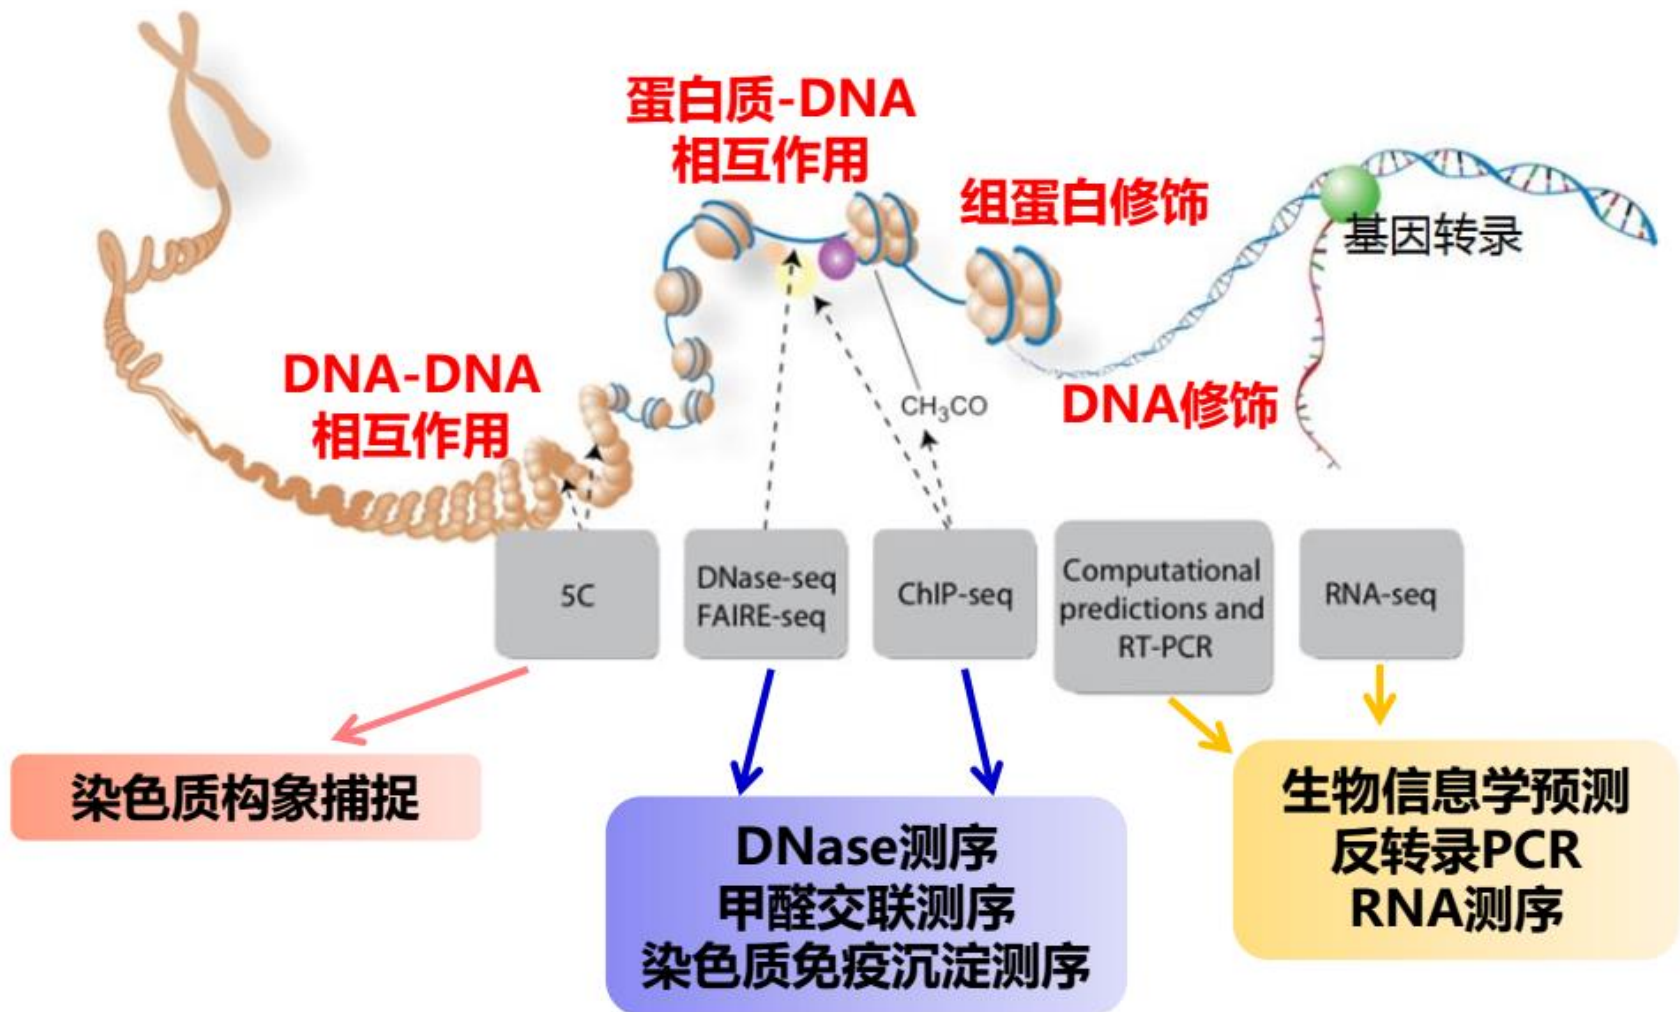 蛋白质-DNA
相互作用
组蛋白修饰
基因转录
DNA-DNA
相互作用
CH₃CO
DNA修饰
5C
DNase-seq
FAIRE-seq
ChIP-seq
Computational
predictions and
RT-PCR
RNA-seq
染色质构象捕捉
DNase测序
甲醛交联测序
染色质免疫沉淀测序
生物信息学预测
反转录PCR
RNA测序